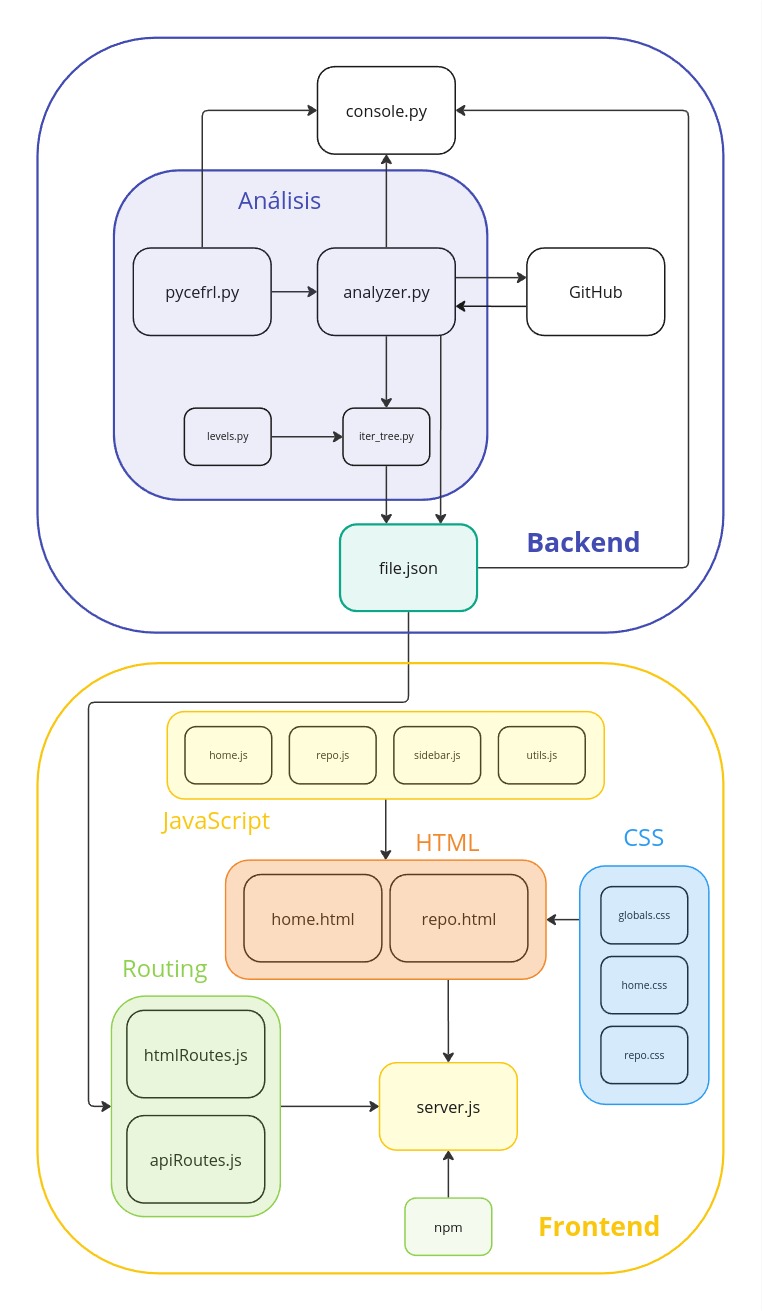 console.py
Análisis
pycefrl.py
analyzer.py
GitHub
levels.py
iter_tree.py
Backend
file.json
home.js
repo.js
sidebar.js
utils.js
JavaScript
HTML
CSS
home.html
repo.html
globals.css
home.css
repo.css
Routing
htmlRoutes.js
apiRoutes.js
server.js
npm
Frontend